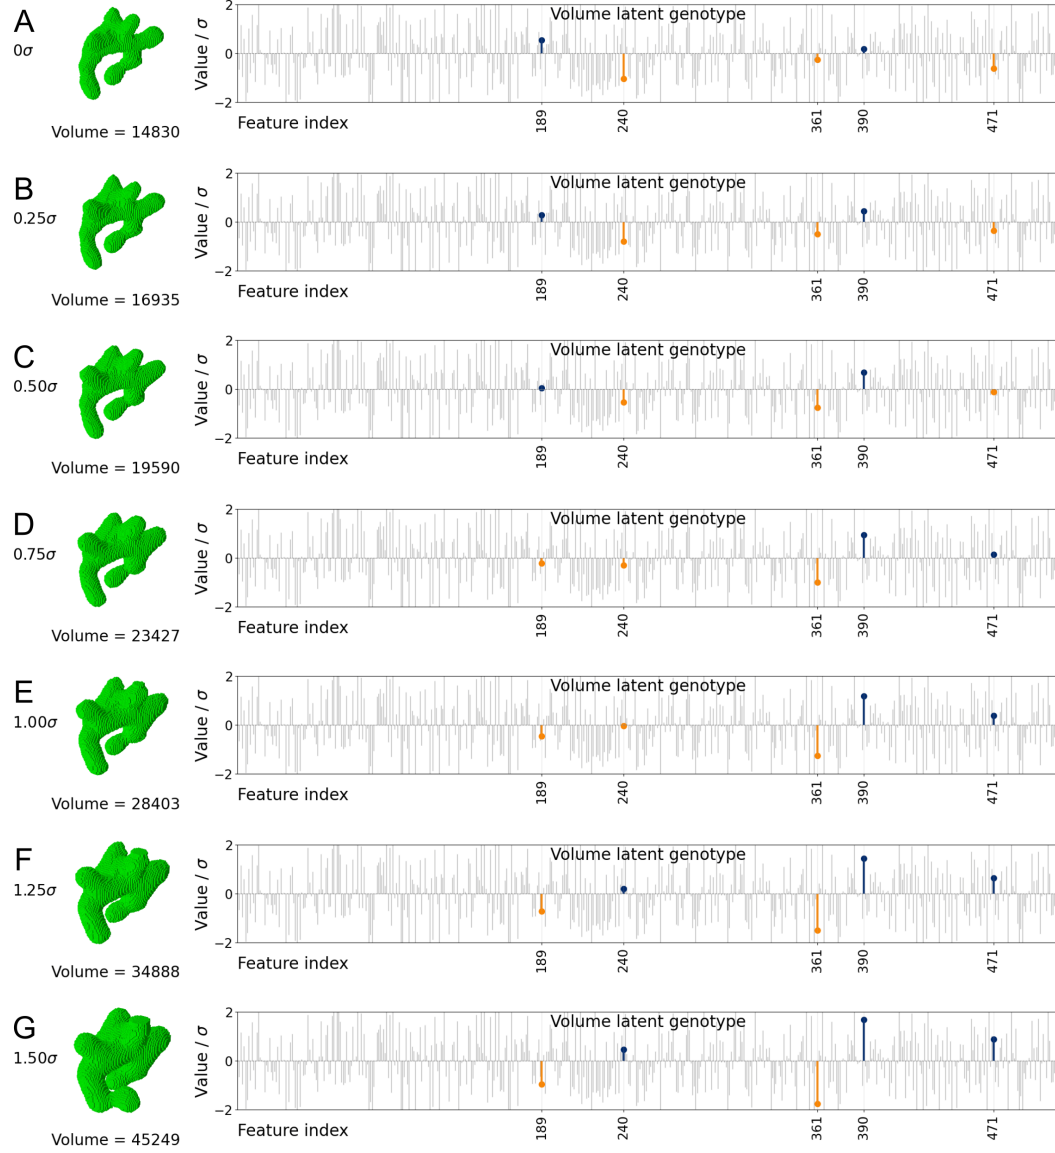 A
0σ
Volume = 14830
Value / σ
2
0
−2
Volume latent genotype
Feature index
189
240
361
390
471
B
0.25σ
Volume = 16935
Value / σ
2
0
−2
Volume latent genotype
Feature index
189
240
361
390
471
C
0.50σ
Volume = 19590
Value / σ
2
0
−2
Volume latent genotype
Feature index
189
240
361
390
471
D
0.75σ
Volume = 23427
Value / σ
2
0
−2
Volume latent genotype
Feature index
189
240
361
390
471
E
1.00σ
Volume = 28403
Value / σ
2
0
−2
Volume latent genotype
Feature index
189
240
361
390
471
F
1.25σ
Volume = 34888
Value / σ
2
0
−2
Volume latent genotype
Feature index
189
240
361
390
471
G
1.50σ
Volume = 45249
Value / σ
2
0
−2
Volume latent genotype
Feature index
189
240
361
390
471